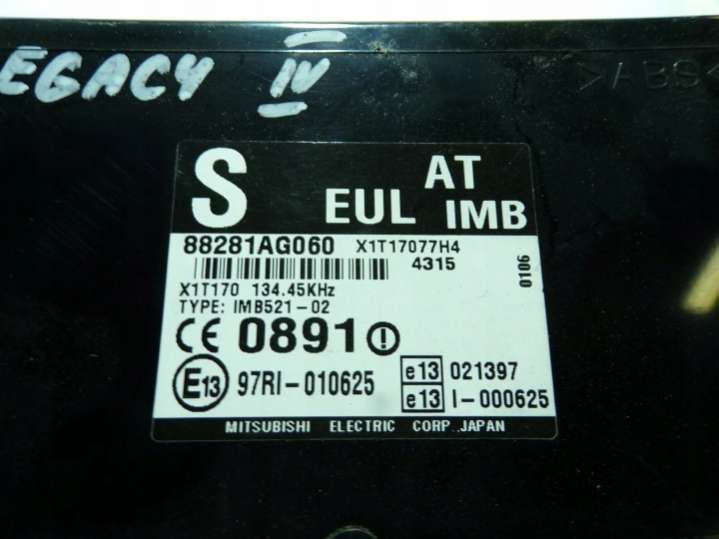 EGACY IV
>ABS<
S EUL AT
IMB
88281AG060 X1T17077H4
4315
0106
X1T170 134.45KHz
TYPE: IMB521-02
CE 0891
E13 97RI-010625
e13 021397
e13 I-000625
MITSUBISHI ELECTRIC CORP. JAPAN